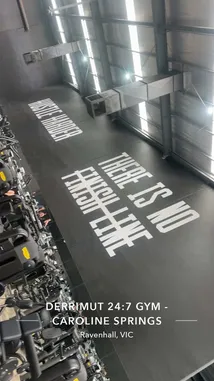 THERE IS NO
FINISH LINE
DERRIMUT 24:7 GYM -
CAROLINE SPRINGS
Ravenhall, VIC